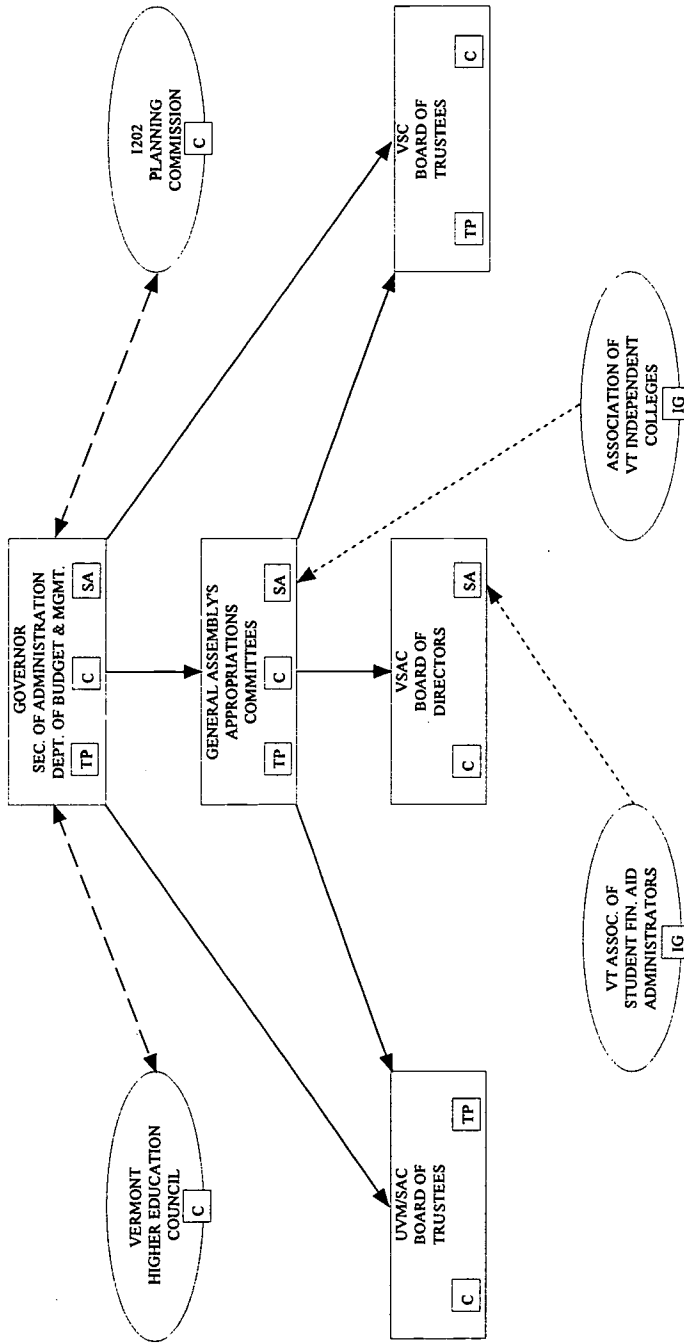 GOVERNOR
SEC. OF ADMINISTRATION
DEPT. OF BUDGET & MGMT.
TP
C
SA
VERMONT
HIGHER EDUCATION
COUNCIL
C
1202
PLANNING
COMMISSION
C
GENERAL ASSEMBLY'S
APPROPRIATIONS
COMMITTEES
TP
C
SA
UVM/SAC
BOARD OF
TRUSTEES
C
TP
VSAC
BOARD OF
DIRECTORS
C
SA
VSC
BOARD OF
TRUSTEES
TP
C
VT ASSOC. OF
STUDENT FIN. AID
ADMINISTRATORS
IG
ASSOCIATION OF
VT INDEPENDENT
COLLEGES
IG